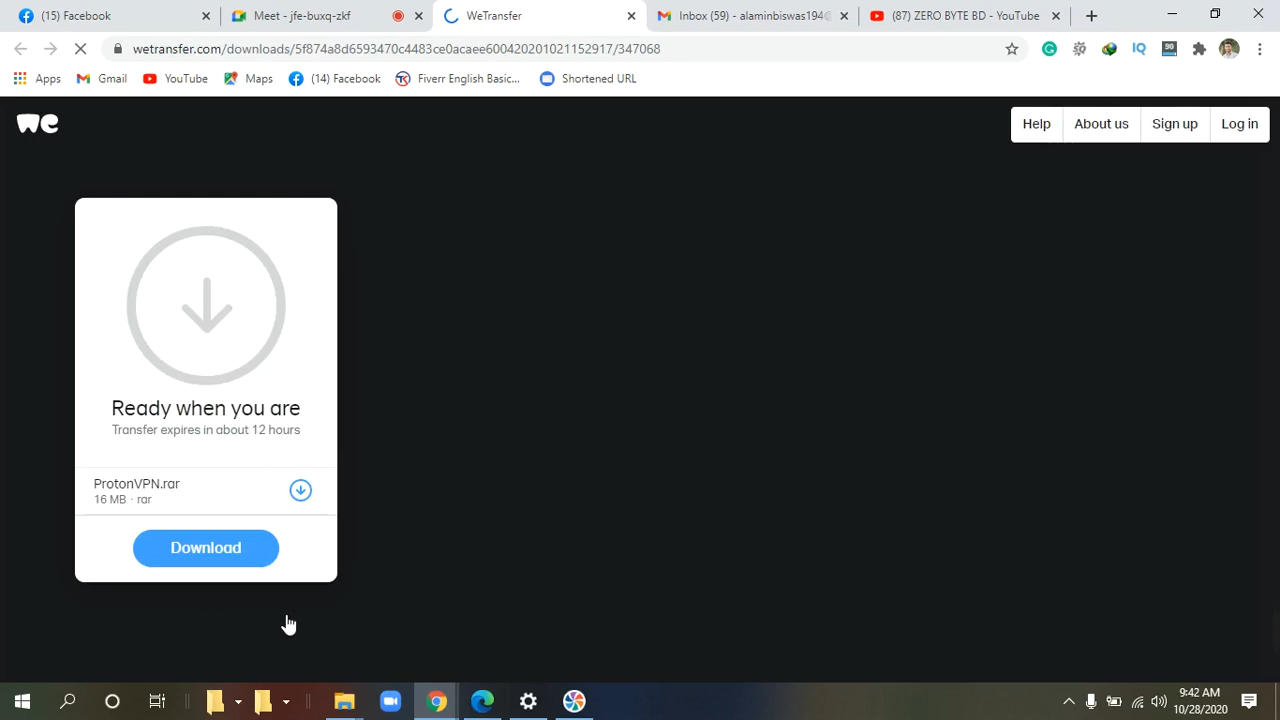 (15) Facebook
Meet - jfe-buxq-zkf
WeTransfer
Inbox (59) - alaminbiswas194@
(87) ZERO BYTE BD - YouTube
wetransfer.com/downloads/5f874a8d6593470c4483ce0acaee600420201021152917/347068
IQ
90
Apps
Gmail
YouTube
Maps
(14) Facebook
Fiverr English Basic...
Shortened URL
we
Help
About us
Sign up
Log in
Ready when you are
Transfer expires in about 12 hours
ProtonVPN.rar
16 MB · rar
Download
9:42 AM
10/28/2020